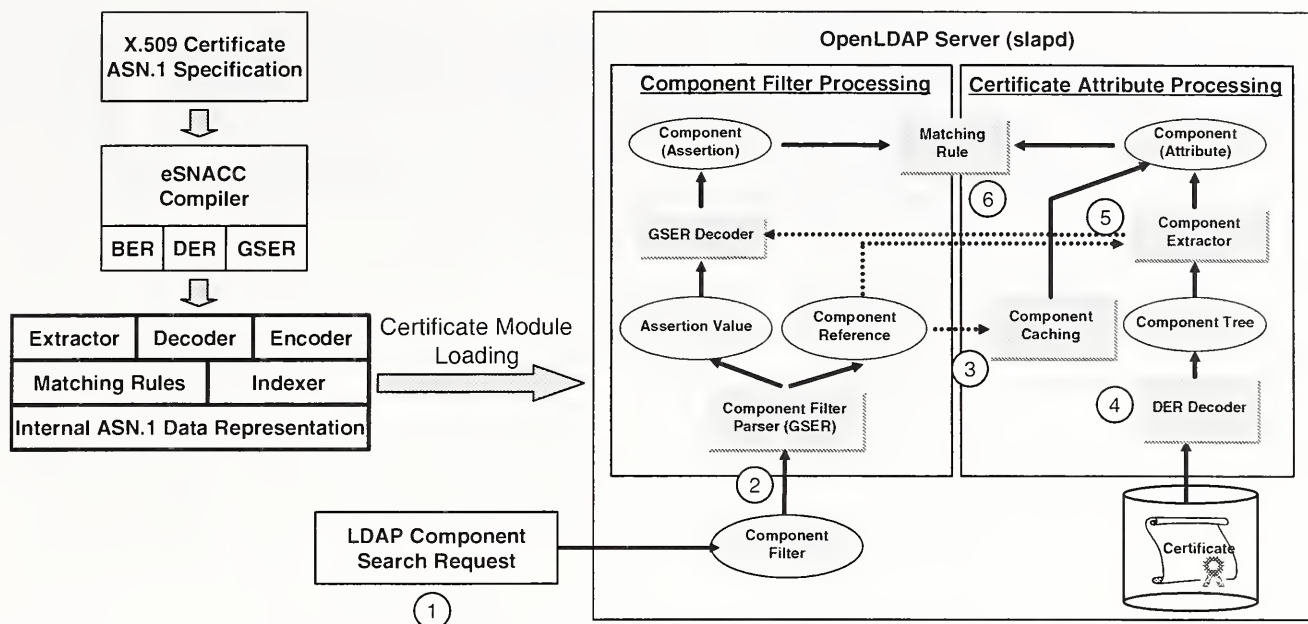 X.509 Certificate
ASN.1 Specification
eSNACC
Compiler
BER
DER
GSER
Extractor
Decoder
Encoder
Matching Rules
Indexer
Internal ASN.1 Data Representation
Certificate Module
Loading
LDAP Component
Search Request
1
OpenLDAP Server (slapd)
Component Filter Processing
Component
(Assertion)
GSER Decoder
Assertion Value
Component
Reference
Component Filter
Parser (GSER)
2
Component
Filter
Certificate Attribute Processing
Matching
Rule
6
Component
(Attribute)
5
Component
Extractor
Component
Caching
3
Component Tree
4
DER Decoder
Certificate